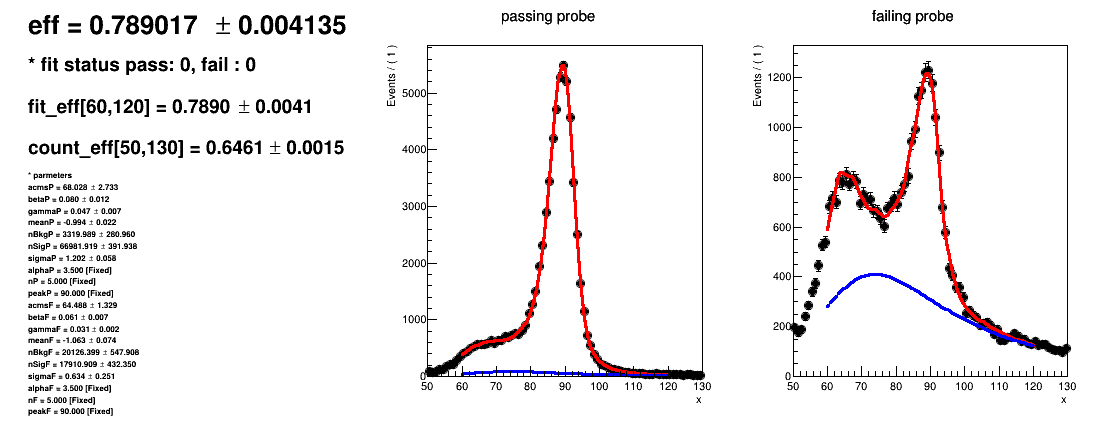 eff = 0.789017 ± 0.004135
* fit status pass: 0, fail : 0
fit_eff[60,120] = 0.7890 ± 0.0041
count_eff[50,130] = 0.6461 ± 0.0015
* parmeters
acmsP = 68.028 ± 2.733
betaP = 0.080 ± 0.012
gammaP = 0.047 ± 0.007
meanP = -0.994 ± 0.022
nBkgP = 3319.989 ± 280.960
nSigP = 66981.919 ± 391.938
sigmaP = 1.202 ± 0.058
alphaP = 3.500 [Fixed]
nP = 5.000 [Fixed]
peakP = 90.000 [Fixed]
acmsF = 64.488 ± 1.329
betaF = 0.061 ± 0.007
gammaF = 0.031 ± 0.002
meanF = -1.063 ± 0.074
nBkgF = 20126.399 ± 547.908
nSigF = 17910.909 ± 432.350
sigmaF = 0.634 ± 0.251
alphaF = 3.500 [Fixed]
nF = 5.000 [Fixed]
peakF = 90.000 [Fixed]
passing probe
Events / ( 1 )
5000
4000
3000
2000
1000
0
50 60 70 80 90 100 110 120 130
x
failing probe
Events / ( 1 )
1200
1000
800
600
400
200
0
50 60 70 80 90 100 110 120 130
x